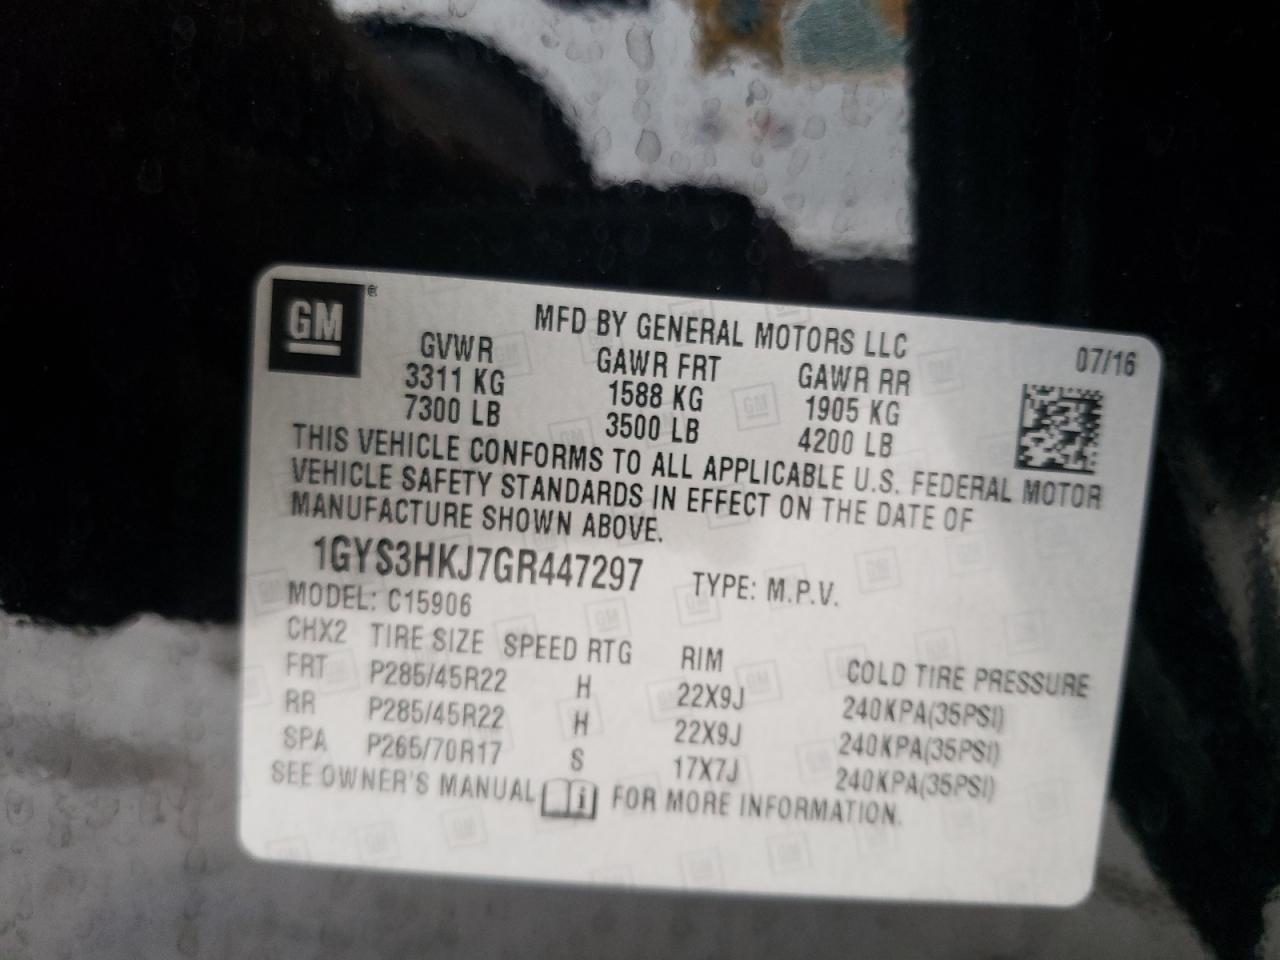 GM
MFD BY GENERAL MOTORS LLC 07/16
GVWR GAWR FRT GAWR RR
3311 KG 1588 KG 1905 KG
7300 LB 3500 LB 4200 LB
THIS VEHICLE CONFORMS TO ALL APPLICABLE U.S. FEDERAL MOTOR
VEHICLE SAFETY STANDARDS IN EFFECT ON THE DATE OF
MANUFACTURE SHOWN ABOVE.
1GYS3HKJ7GR447297 TYPE: M.P.V.
MODEL: C15906
CHX2 TIRE SIZE SPEED RTG RIM COLD TIRE PRESSURE
FRT P285/45R22 H 22X9J 240KPA(35PSI)
RR P285/45R22 H 22X9J 240KPA(35PSI)
SPA P265/70R17 S 17X7J 240KPA(35PSI)
SEE OWNER'S MANUAL i FOR MORE INFORMATION.